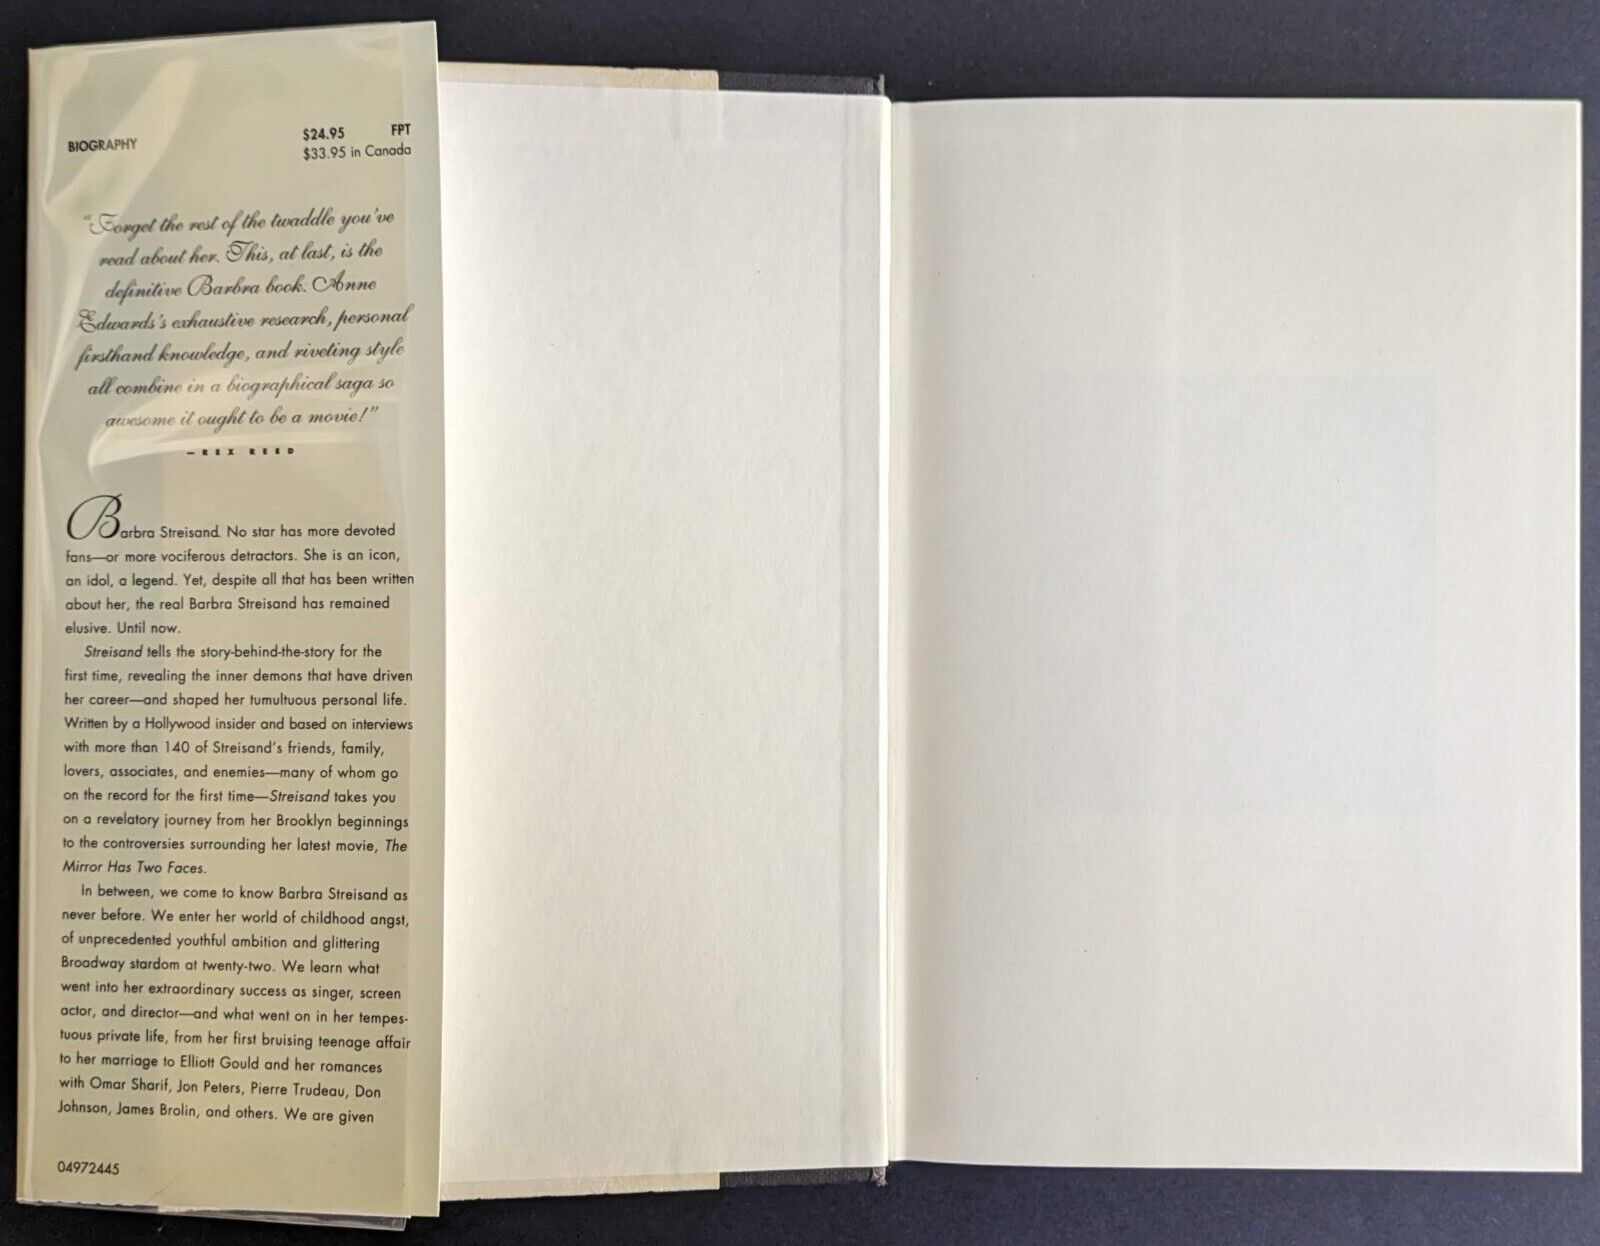 BIOGRAPHY
$24.95 FPT
$33.95 in Canada
"Forget the rest of the twaddle you've
read about her. This, at last, is the
definitive Barbra book. Anne
Edwards's exhaustive research, personal
firsthand knowledge, and riveting style
all combine in a biographical saga so
awesome it ought to be a movie!"
—REX REED
Barbra Streisand. No star has more devoted
fans—or more vociferous detractors. She is an icon,
an idol, a legend. Yet, despite all that has been written
about her, the real Barbra Streisand has remained
elusive. Until now.
Streisand tells the story-behind-the-story for the
first time, revealing the inner demons that have driven
her career—and shaped her tumultuous personal life.
Written by a Hollywood insider and based on interviews
with more than 140 of Streisand's friends, family,
lovers, associates, and enemies—many of whom go
on the record for the first time—Streisand takes you
on a revelatory journey from her Brooklyn beginnings
to the controversies surrounding her latest movie, The
Mirror Has Two Faces.
In between, we come to know Barbra Streisand as
never before. We enter her world of childhood angst,
of unprecedented youthful ambition and glittering
Broadway stardom at twenty-two. We learn what
went into her extraordinary success as singer, screen
actor, and director—and what went on in her tempes-
tuous private life, from her first bruising teenage affair
to her marriage to Elliott Gould and her romances
with Omar Sharif, Jon Peters, Pierre Trudeau, Don
Johnson, James Brolin, and others. We are given
04972445